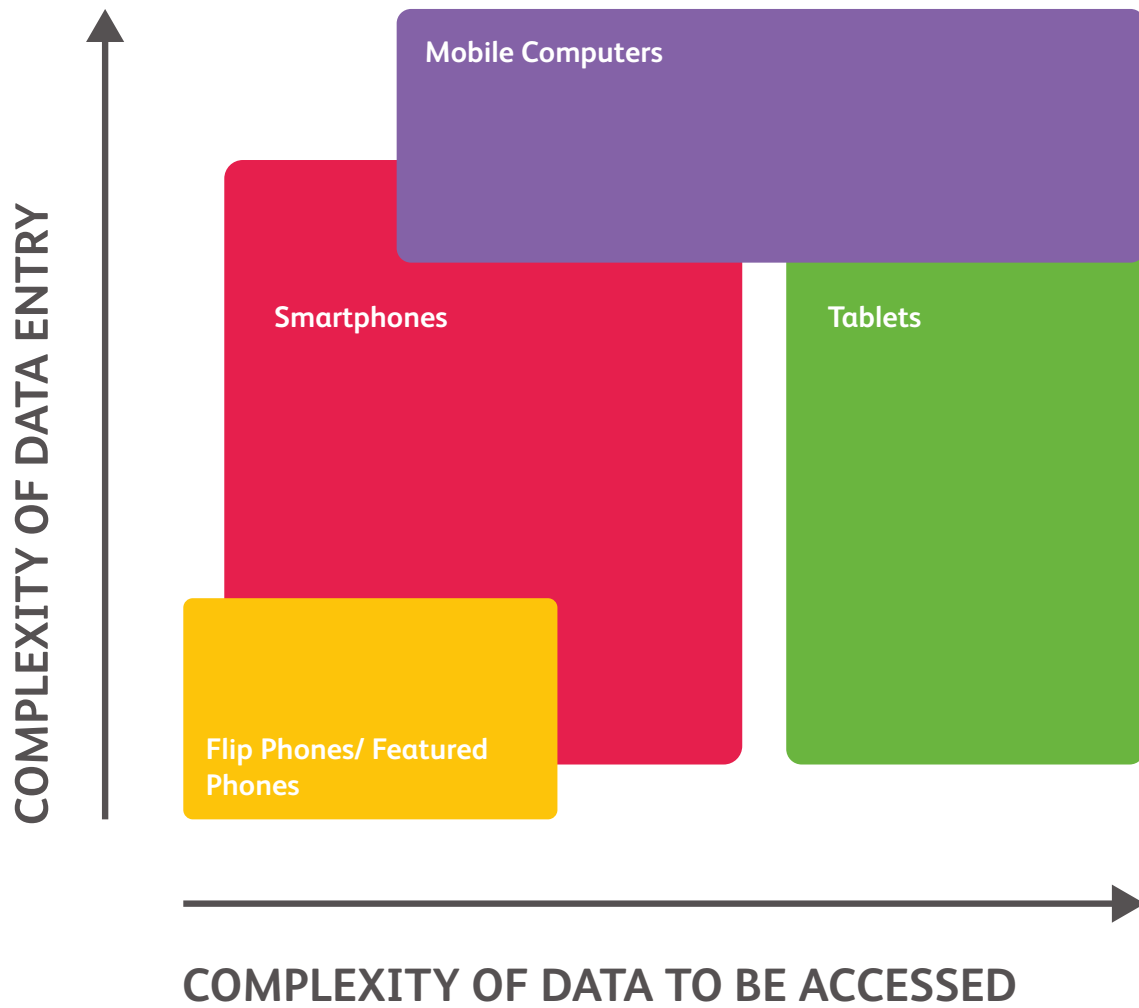 Mobile Computers
COMPLEXITY OF DATA ENTRY
Smartphones
Tablets
Flip Phones/ Featured
Phones
COMPLEXITY OF DATA TO BE ACCESSED